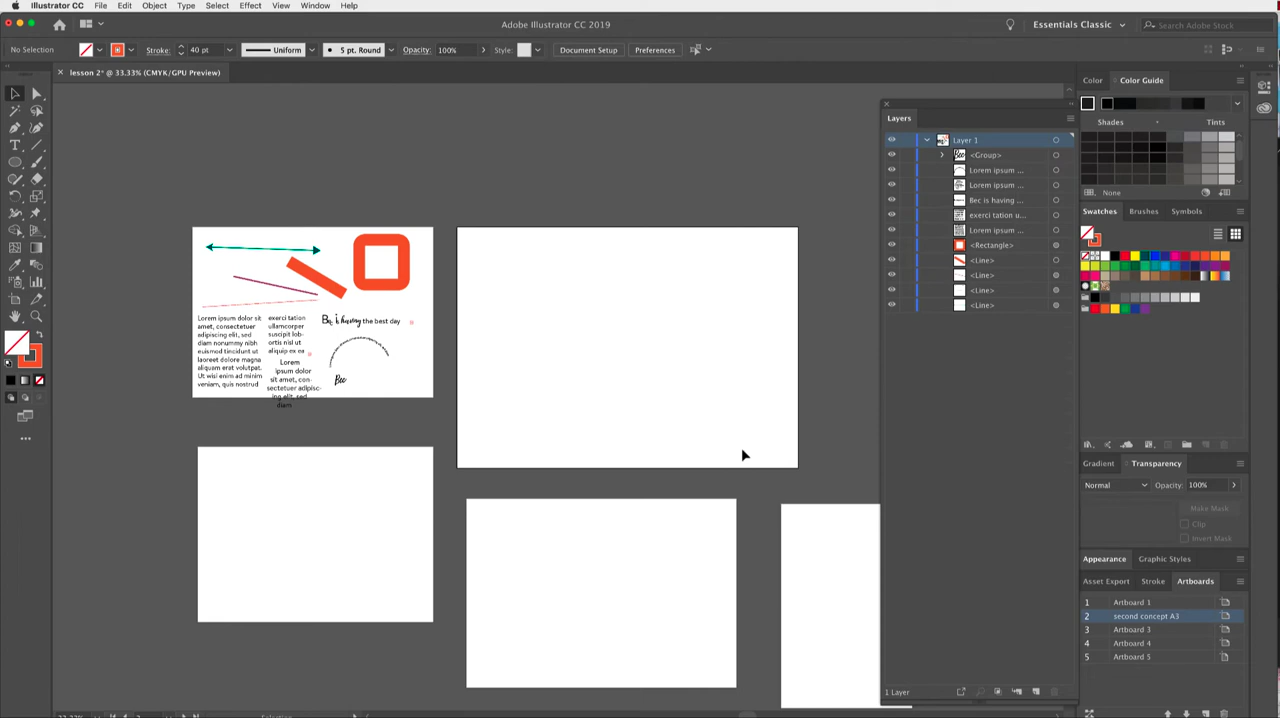 Illustrator CC File Edit Object Type Select Effect View Window Help
Adobe Illustrator CC 2019
Essentials Classic
Search Adobe Stock
No Selection Stroke: 40 pt Uniform 5 pt. Round Opacity: 100% Style: Document Setup Preferences
lesson 2* @ 33.33% (CMYK/GPU Preview)
Layers
Layer 1
<Group>
Lorem ipsum ...
Lorem ipsum ...
Bec is having ...
exerci tation u...
Lorem ipsum ...
<Rectangle>
<Line>
<Line>
<Line>
<Line>
1 Layer
Color Color Guide
Shades Tints
None
Swatches Brushes Symbols
Gradient Transparency
Normal Opacity: 100%
Make Mask
Clip
Invert Mask
Appearance Graphic Styles
Asset Export Stroke Artboards
1 Artboard 1
2 second concept A3
3 Artboard 3
4 Artboard 4
5 Artboard 5
Lorem ipsum dolor sit
amet, consectetuer
adipiscing elit, sed
diam nonummy nibh
euismod tincidunt ut
laoreet dolore magna
aliquam erat volutpat.
Ut wisi enim ad minim
veniam, quis nostrud
exerci tation
ullamcorper
suscipit lob-
ortis nisl ut
aliquip ex ea
Lorem
ipsum dolor
sit amet, con-
sectetuer adipisc-
ing elit, sed
diam
Bec is having the best day
Bec
33.33% 2 Selection